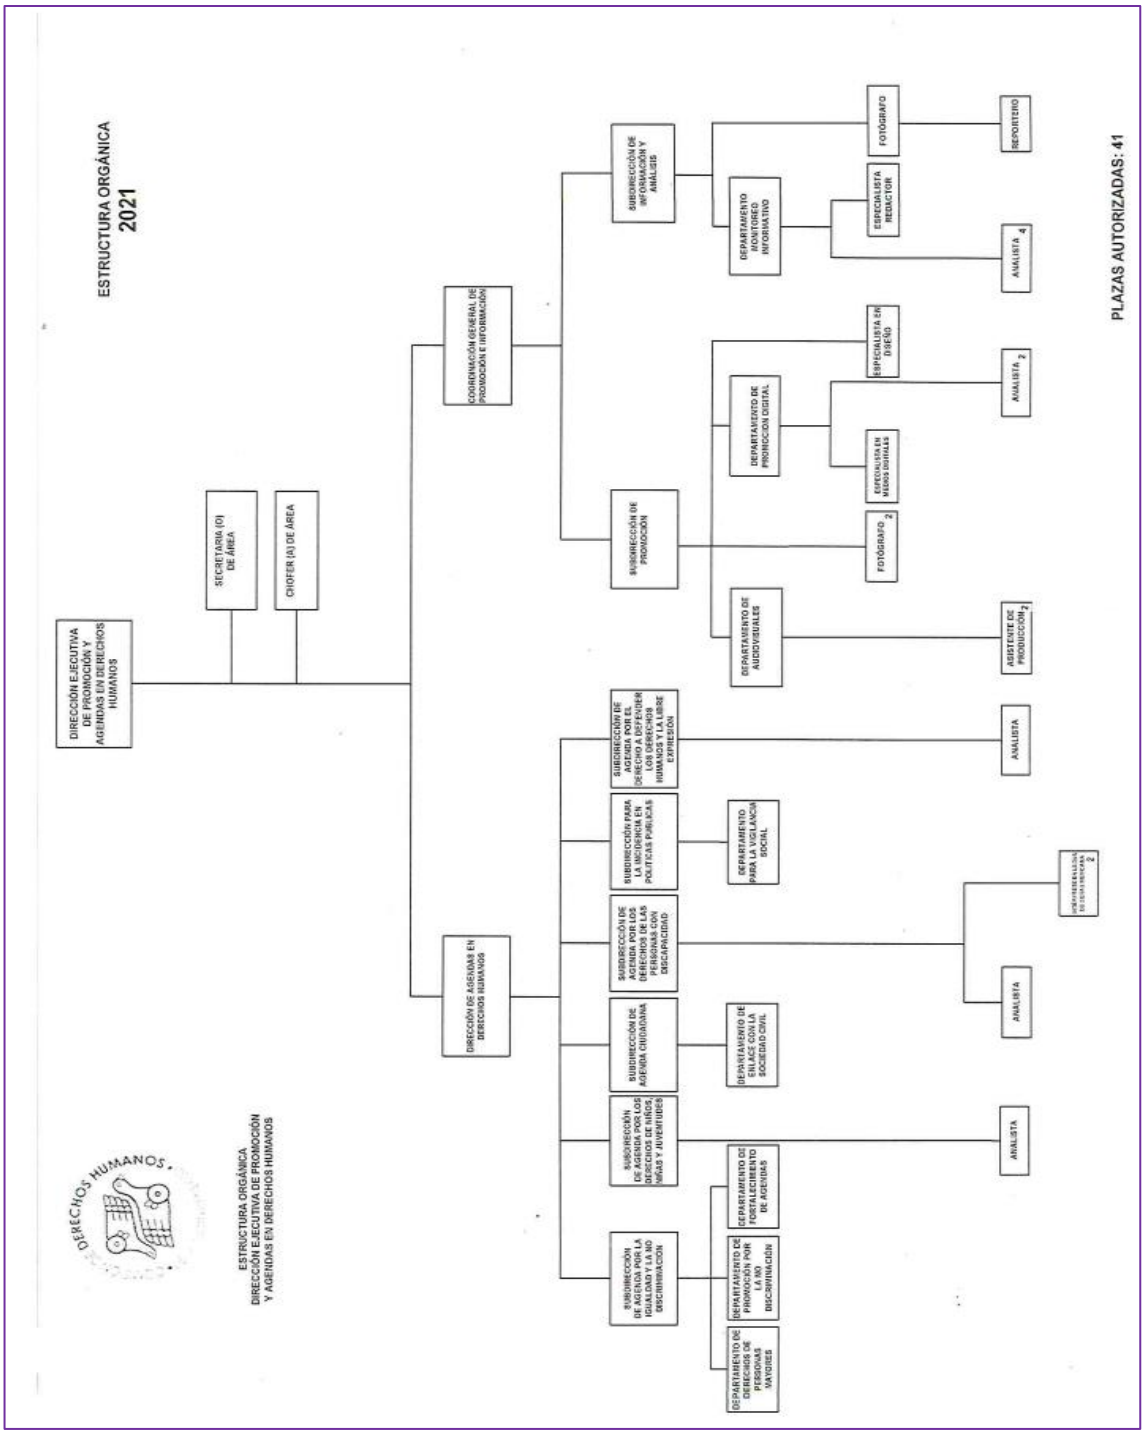 DERECHOS HUMANOS
ESTRUCTURA ORGÁNICA
DIRECCIÓN EJECUTIVA DE PROMOCIÓN
Y AGENDAS EN DERECHOS HUMANOS
ESTRUCTURA ORGÁNICA
2021
DIRECCIÓN EJECUTIVA
DE PROMOCIÓN Y
AGENDAS EN DERECHOS
HUMANOS
SECRETARIA (O)
DE ÁREA
CHOFER (A) DE ÁREA
DIRECCIÓN DE AGENDAS EN
DERECHOS HUMANOS
COORDINACIÓN GENERAL DE
PROMOCIÓN E INFORMACIÓN
SUBDIRECCIÓN
DE AGENDA POR LA
IGUALDAD Y LA NO
DISCRIMINACIÓN
SUBDIRECCIÓN
DE AGENDA POR LOS
DERECHOS DE NIÑOS,
NIÑAS Y JUVENTUDES
SUBDIRECCIÓN DE
AGENDA CIUDADANA
SUBDIRECCIÓN DE
AGENDA POR LOS
DERECHOS DE LAS
PERSONAS CON
DISCAPACIDAD
SUBDIRECCIÓN PARA
LA INCIDENCIA EN
POLITICAS PUBLICAS
SUBDIRECCIÓN DE
AGENDA POR EL
DERECHO A DEFENDER
LOS DERECHOS
HUMANOS Y LA LIBRE
EXPRESIÓN
SUBDIRECCIÓN DE
PROMOCIÓN
SUBDIRECCIÓN DE
INFORMACIÓN Y
ANÁLISIS
DEPARTAMENTO DE
DERECHOS DE
PERSONAS
MAYORES
DEPARTAMENTO DE
PROMOCIÓN POR
LA NO
DISCRIMINACIÓN
DEPARTAMENTO DE
FORTALECIMIENTO
DE AGENDAS
DEPARTAMENTO DE
ENLACE CON LA
SOCIEDAD CIVIL
DEPARTAMENTO
PARA LA VIGILANCIA
SOCIAL
DEPARTAMENTO DE
AUDIOVISUALES
DEPARTAMENTO DE
PROMOCION DIGITAL
DEPARTAMENTO
MONITOREO
INFORMATIVO
FOTÓGRAFO 2
ESPECIALISTA EN
MEDIOS DIGITALES
ESPECIALISTA EN
DISEÑO
ESPECIALISTA
REDACTOR
FOTÓGRAFO
ANALISTA
ANALISTA
ANALISTA
ASISTENTE DE
PRODUCCIÓN 2
ANALISTA 2
ANALISTA 4
REPORTERO
2
PLAZAS AUTORIZADAS: 41